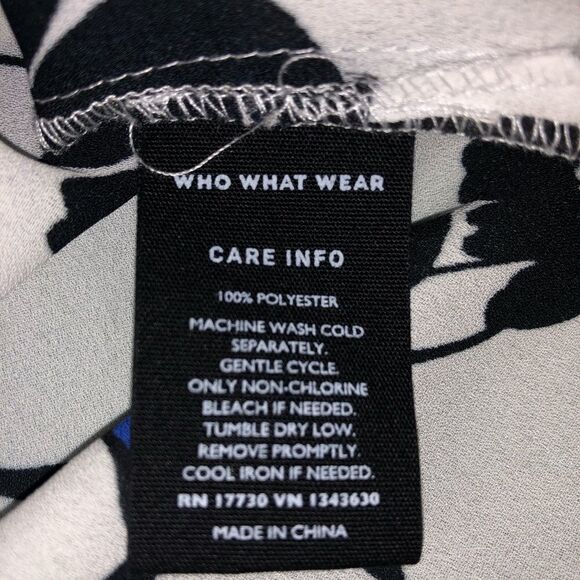 WHO WHAT WEAR
CARE INFO
100% POLYESTER
MACHINE WASH COLD
SEPARATELY.
GENTLE CYCLE.
ONLY NON-CHLORINE
BLEACH IF NEEDED.
TUMBLE DRY LOW.
REMOVE PROMPTLY.
COOL IRON IF NEEDED.
RN 17730 VN 1343630
MADE IN CHINA